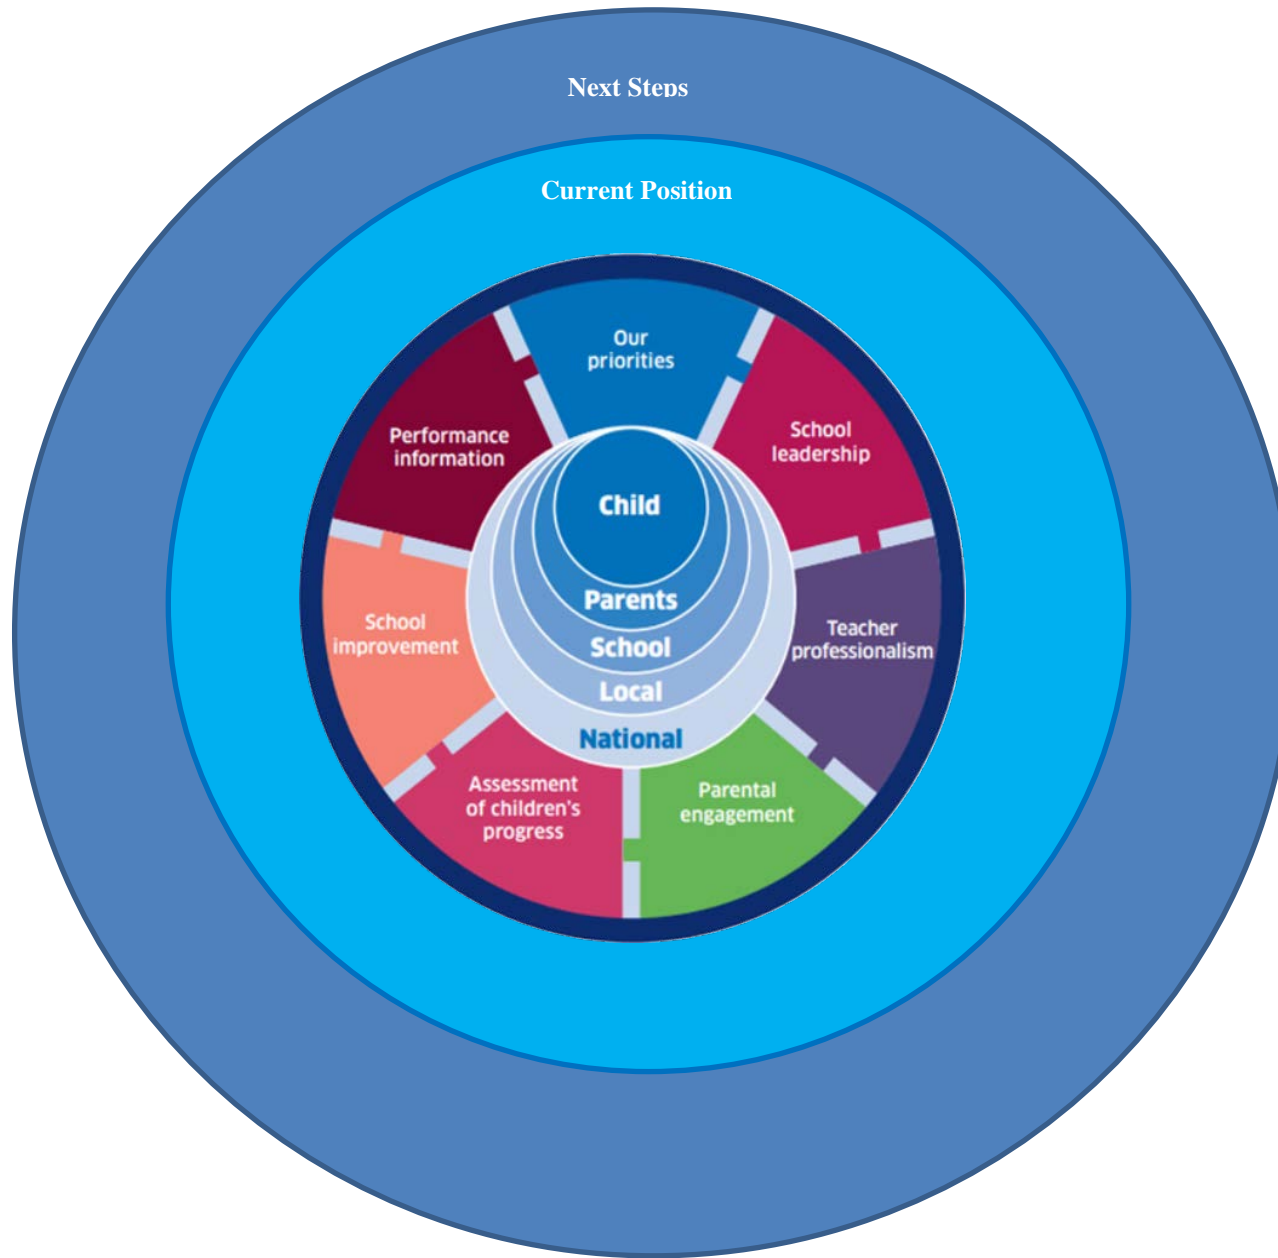 Next Steps
Current Position
Our
priorities
School
leadership
Teacher
professionalism
Parental
engagement
Assessment
of children's
progress
School
improvement
Performance
information
Child
Parents
School
Local
National